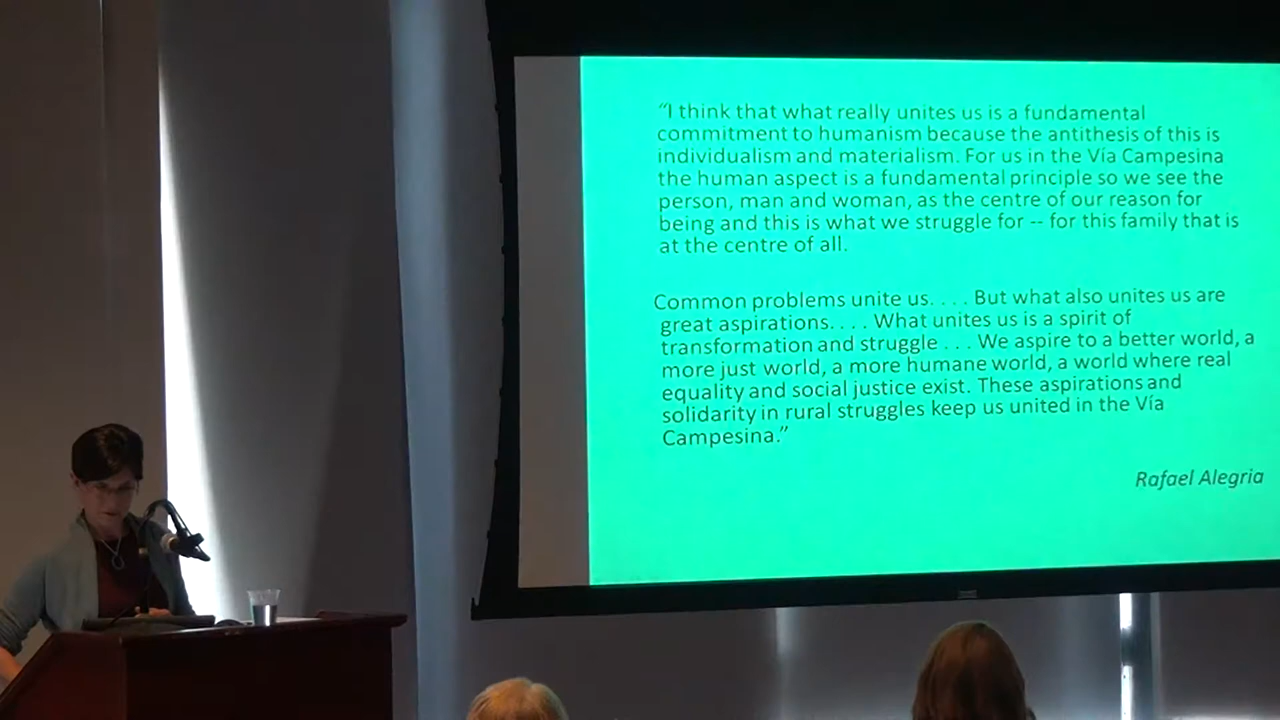 “I think that what really unites us is a fundamental
commitment to humanism because the antithesis of this is
individualism and materialism. For us in the Vía Campesina
the human aspect is a fundamental principle so we see the
person, man and woman, as the centre of our reason for
being and this is what we struggle for -- for this family that is
at the centre of all.
Common problems unite us. . . . But what also unites us are
great aspirations. . . . What unites us is a spirit of
transformation and struggle . . . We aspire to a better world, a
more just world, a more humane world, a world where real
equality and social justice exist. These aspirations and
solidarity in rural struggles keep us united in the Vía
Campesina.”
Rafael Alegria